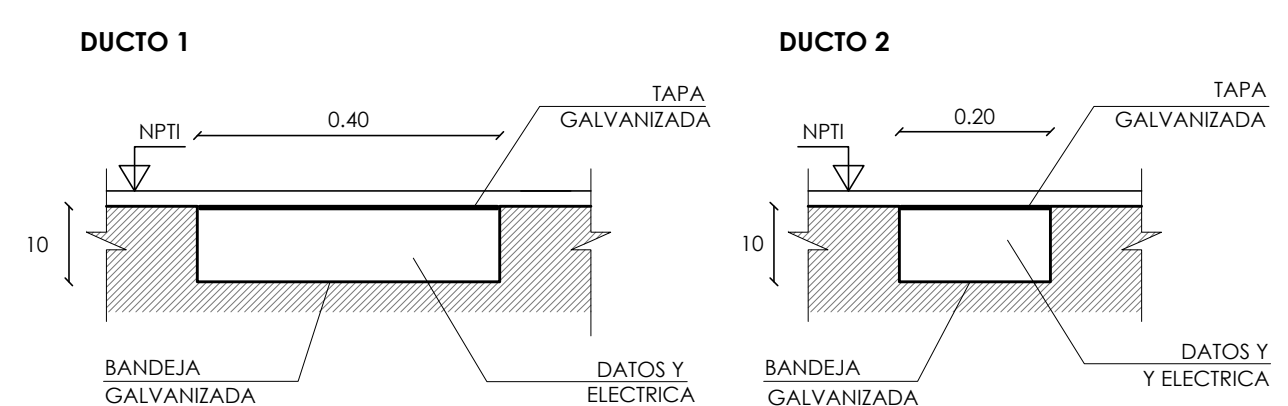 DUCTO 1
TAPA
GALVANIZADA
0.40
NPTI
10
BANDEJA
GALVANIZADA
DATOS Y
ELECTRICA
DUCTO 2
TAPA
GALVANIZADA
0.20
NPTI
10
BANDEJA
GALVANIZADA
DATOS Y
Y ELECTRICA